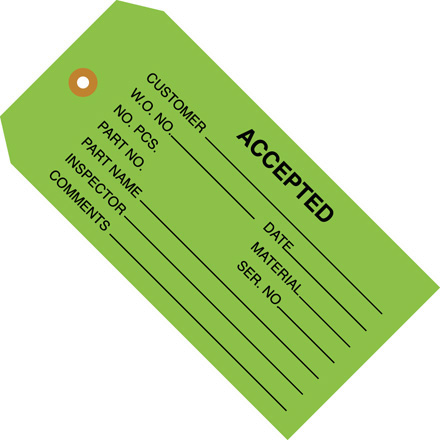 ACCEPTED
CUSTOMER
W.O. NO. DATE
NO. PCS. MATERIAL
PART NO. SER. NO.
PART NAME
INSPECTOR
COMMENTS